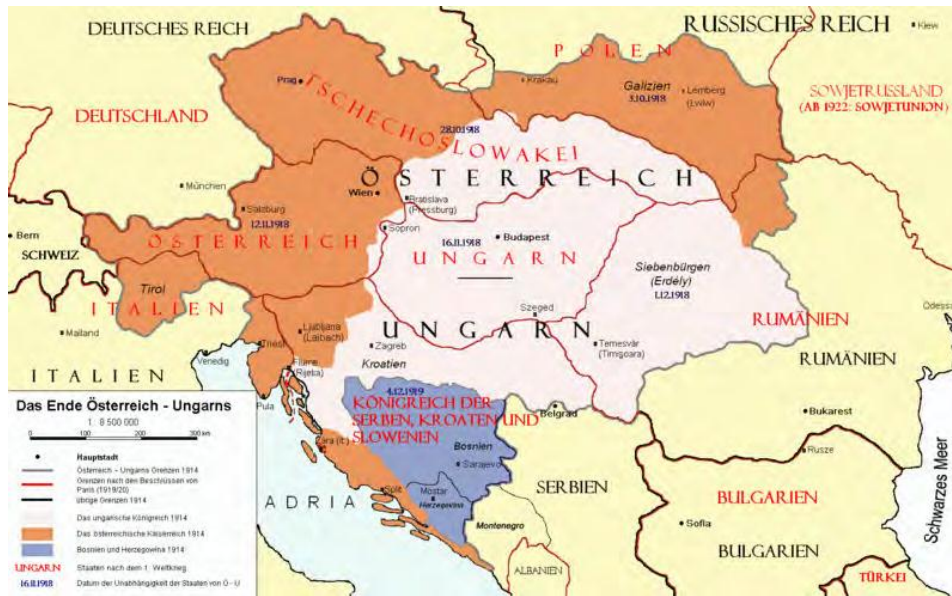 DEUTSCHES REICH
RUSSISCHES REICH
Kiew
POLEN
Prag
Krakau
Galizien
3.10.1918
Lemberg
(Lwiw)
SOWJETRUSSLAND
(AB 1922: SOWJETUNION)
DEUTSCHLAND
TSCHECHOSLOWAKEI
28.10.1918
ÖSTERREICH
München
Wien
Bratislava
(Pressburg)
Salzburg
12.11.1918
Sopron
16.11.1918
Budapest
Bern
SCHWEIZ
ÖSTERREICH
UNGARN
Siebenbürgen
(Erdély)
1.12.1918
Tirol
ITALIEN
Odessa
Mailand
Ljubljana
(Laibach)
Szeged
RUMÄNIEN
Venedig
Triest
UNGARN
Zagreb
Temesvár
(Timişoara)
RUMÄNIEN
ITALIEN
Fiume
(Rijeka)
Kroatien
4.12.1919
KÖNIGREICH DER
SERBEN, KROATEN UND
SLOWENEN
Belgrad
Bukarest
Pula
Zara (it.)
Bosnien
Sarajevo
Rusze
ADRIA
Split
Mostar
Herzegowina
SERBIEN
BULGARIEN
Schwarzes Meer
Montenegro
Sofia
BULGARIEN
ALBANIEN
TÜRKEI
Das Ende Österreich - Ungarns
1: 8 500 000
0 100 200 300 km
Hauptstadt
Österreich - Ungarns Grenzen 1914
Grenzen nach den Beschlüssen von
Paris (1919/20)
übrige Grenzen 1914
Das ungarische Königreich 1914
Das österreichische Kaiserreich 1914
Bosnien und Herzegowina 1914
UNGARN Staaten nach dem 1. Weltkrieg
16.11.1918 Datum der Unabhängigkeit der Staaten von Ö - U